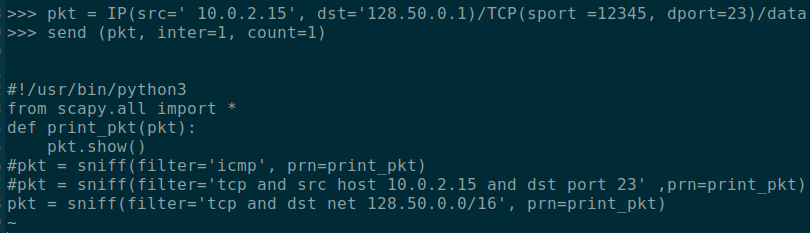 >>> pkt = IP(src=' 10.0.2.15', dst='128.50.0.1)/TCP(sport =12345, dport=23)/data
>>> send (pkt, inter=1, count=1)
#!/usr/bin/python3
from scapy.all import *
def print_pkt(pkt):
    pkt.show()
#pkt = sniff(filter='icmp', prn=print_pkt)
#pkt = sniff(filter='tcp and src host 10.0.2.15 and dst port 23' ,prn=print_pkt)
pkt = sniff(filter='tcp and dst net 128.50.0.0/16', prn=print_pkt)
~